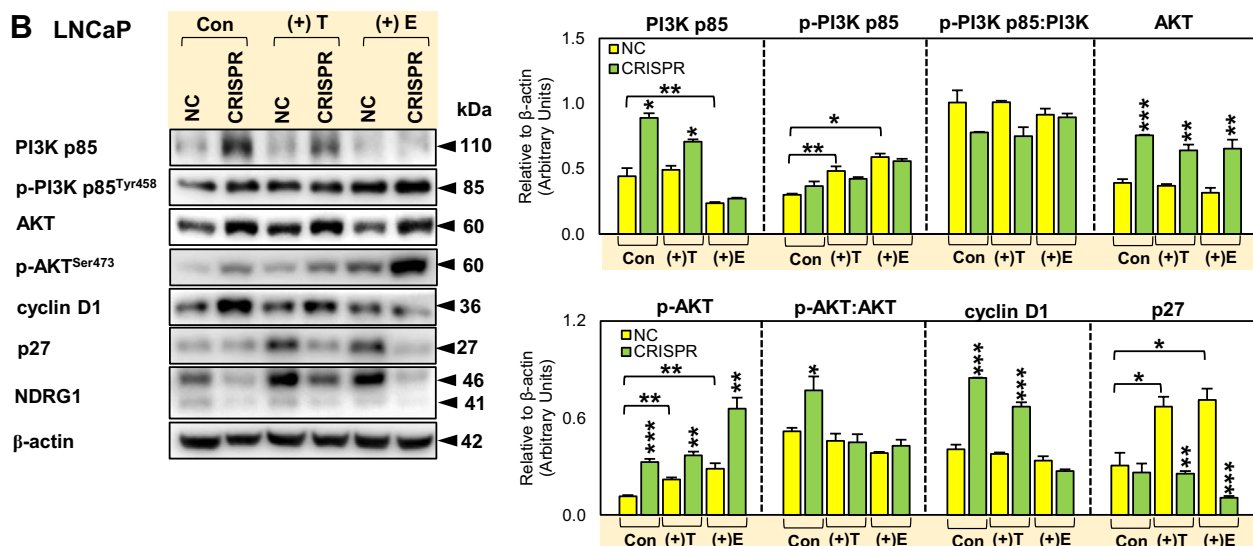 B LNCaP
Con (+) T (+) E
NC CRISPR NC CRISPR NC CRISPR kDa
PI3K p85 110
p-PI3K p85Tyr458 85
AKT 60
p-AKTSer473 60
cyclin D1 36
p27 27
NDRG1 46
41
β-actin 42
PI3K p85 p-PI3K p85 p-PI3K p85:PI3K AKT
Relative to β-actin
(Arbitrary Units)
1.5
1.0
0.5
0.0
NC
CRISPR
** * * ** * *** ** **
Con (+)T (+)E Con (+)T (+)E Con (+)T (+)E Con (+)T (+)E
p-AKT p-AKT:AKT cyclin D1 p27
Relative to β-actin
(Arbitrary Units)
1.2
0.6
0.0
NC
CRISPR
** ** *** ** ** * *** *** * * ** ***
Con (+)T (+)E Con (+)T (+)E Con (+)T (+)E Con (+)T (+)E